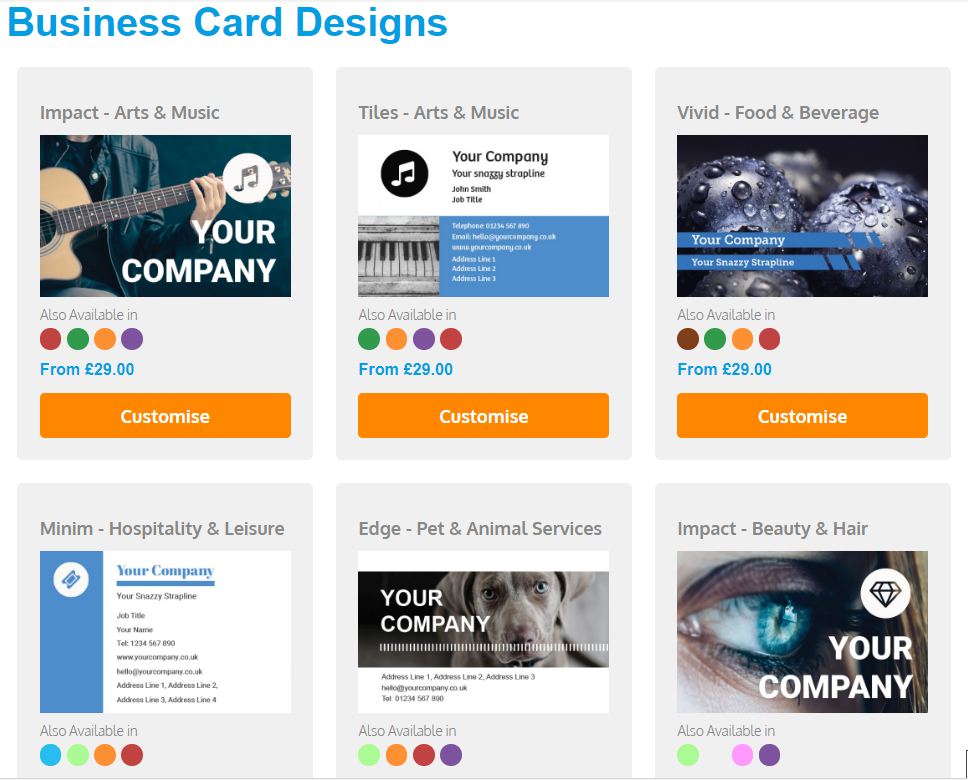 Business Card Designs
Impact - Arts & Music
YOUR
COMPANY
Also Available in
From £29.00
Customise
Tiles - Arts & Music
Your Company
Your snazzy strapline
John Smith
Job Title
Telephone: 01234 567 890
Email: hello@yourcompany.co.uk
www.yourcompany.co.uk
Address Line 1
Address Line 2
Address Line 3
Also Available in
From £29.00
Customise
Vivid - Food & Beverage
Your Company
Your Snazzy Strapline
Also Available in
From £29.00
Customise
Minim - Hospitality & Leisure
Your Company
Your Snazzy Strapline
Job Title
Your Name
Tel: 1234 567 890
www.yourcompany.co.uk
hello@yourcompany.co.uk
Address Line 1, Address Line 2,
Address Line 3, Address Line 4
Also Available in
Edge - Pet & Animal Services
YOUR
COMPANY
Address Line 1, Address Line 2, Address Line 3
hello@yourcompany.co.uk
Tel: 01234 567 890
Also Available in
Impact - Beauty & Hair
YOUR
COMPANY
Also Available in